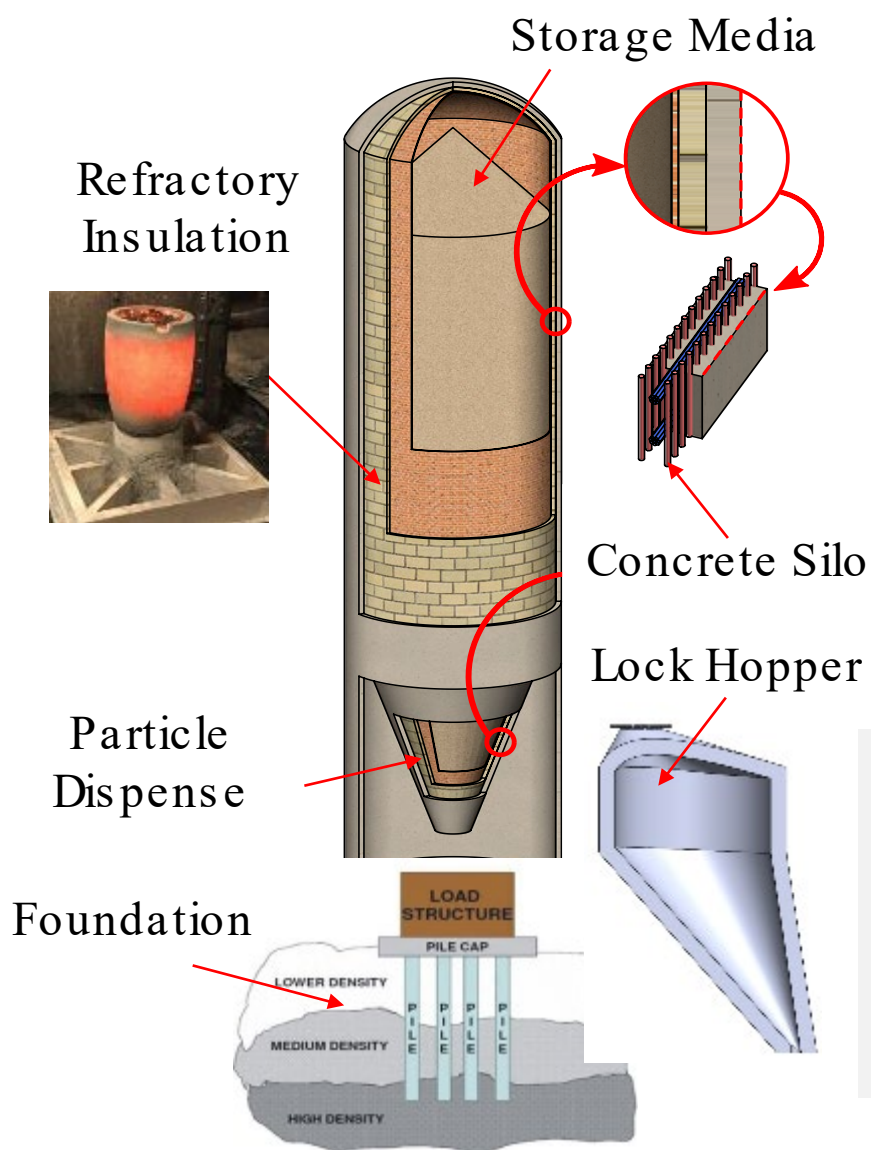 Storage Media
Refractory
Insulation
Concrete Silo
Lock Hopper
Particle
Dispense
Foundation
LOAD
STRUCTURE
PILE CAP
LOWER DENSITY
PILE
PILE
PILE
PILE
MEDIUM DENSITY
HIGH DENSITY